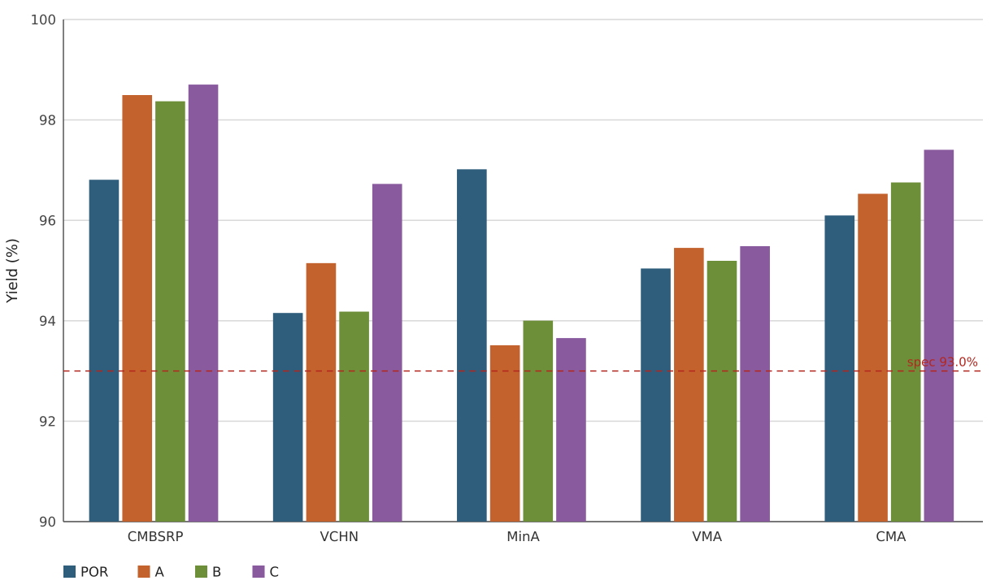 100
98
96
94
92
90
Yield (%)
spec 93.0%
CMBSRP VCHN MinA VMA CMA
POR A B C